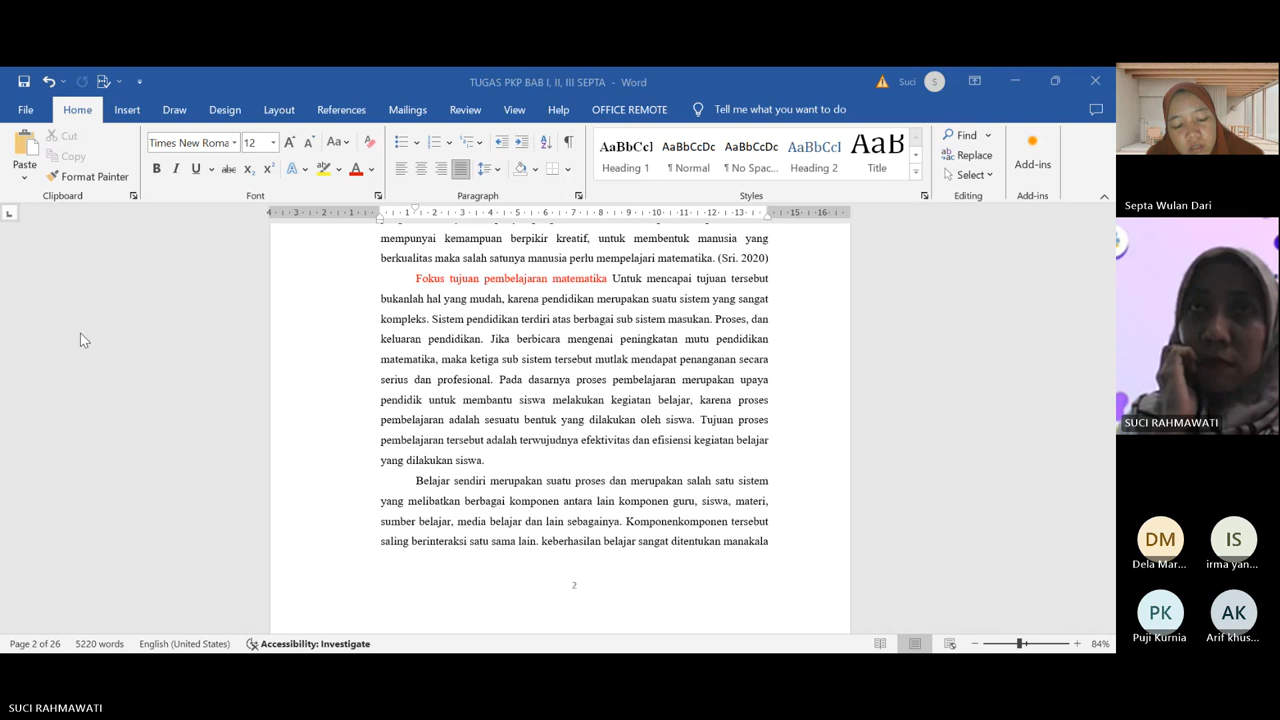 TUGAS PKP BAB I, II, III SEPTA - Word
Suci
S
File Home Insert Draw Design Layout References Mailings Review View Help OFFICE REMOTE Tell me what you want to do
Paste
Cut
Copy
Format Painter
Clipboard
Times New Roma 12
Font
Paragraph
AaBbCcI AaBbCcDc AaBbCcDc AaBbCcI AaB
Heading 1 ¶ Normal ¶ No Spac... Heading 2 Title
Styles
Find
Replace
Select
Editing
Add-ins
Add-ins
mempunyai kemampuan berpikir kreatif, untuk membentuk manusia yang
berkualitas maka salah satunya manusia perlu mempelajari matematika. (Sri. 2020)
Fokus tujuan pembelajaran matematika Untuk mencapai tujuan tersebut
bukanlah hal yang mudah, karena pendidikan merupakan suatu sistem yang sangat
kompleks. Sistem pendidikan terdiri atas berbagai sub sistem masukan. Proses, dan
keluaran pendidikan. Jika berbicara mengenai peningkatan mutu pendidikan
matematika, maka ketiga sub sistem tersebut mutlak mendapat penanganan secara
serius dan profesional. Pada dasarnya proses pembelajaran merupakan upaya
pendidik untuk membantu siswa melakukan kegiatan belajar, karena proses
pembelajaran adalah sesuatu bentuk yang dilakukan oleh siswa. Tujuan proses
pembelajaran tersebut adalah terwujudnya efektivitas dan efisiensi kegiatan belajar
yang dilakukan siswa.
Belajar sendiri merupakan suatu proses dan merupakan salah satu sistem
yang melibatkan berbagai komponen antara lain komponen guru, siswa, materi,
sumber belajar, media belajar dan lain sebagainya. Komponenkomponen tersebut
saling berinteraksi satu sama lain. keberhasilan belajar sangat ditentukan manakala
2
Page 2 of 26 5220 words English (United States) Accessibility: Investigate 84%
Septa Wulan Dari
SUCI RAHMAWATI
DM
Dela Mar...
IS
irma yan...
PK
Puji Kurnia
AK
Arif khus...
SUCI RAHMAWATI